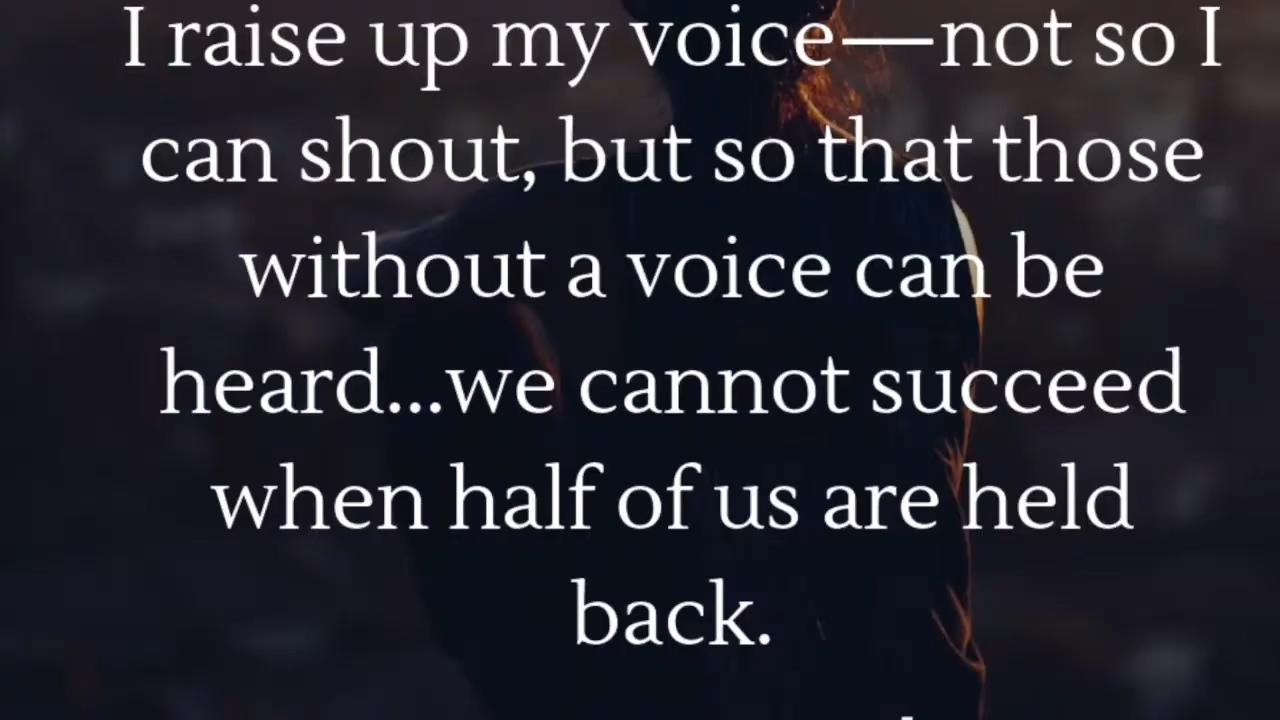 I raise up my voice—not so I
can shout, but so that those
without a voice can be
heard...we cannot succeed
when half of us are held
back.